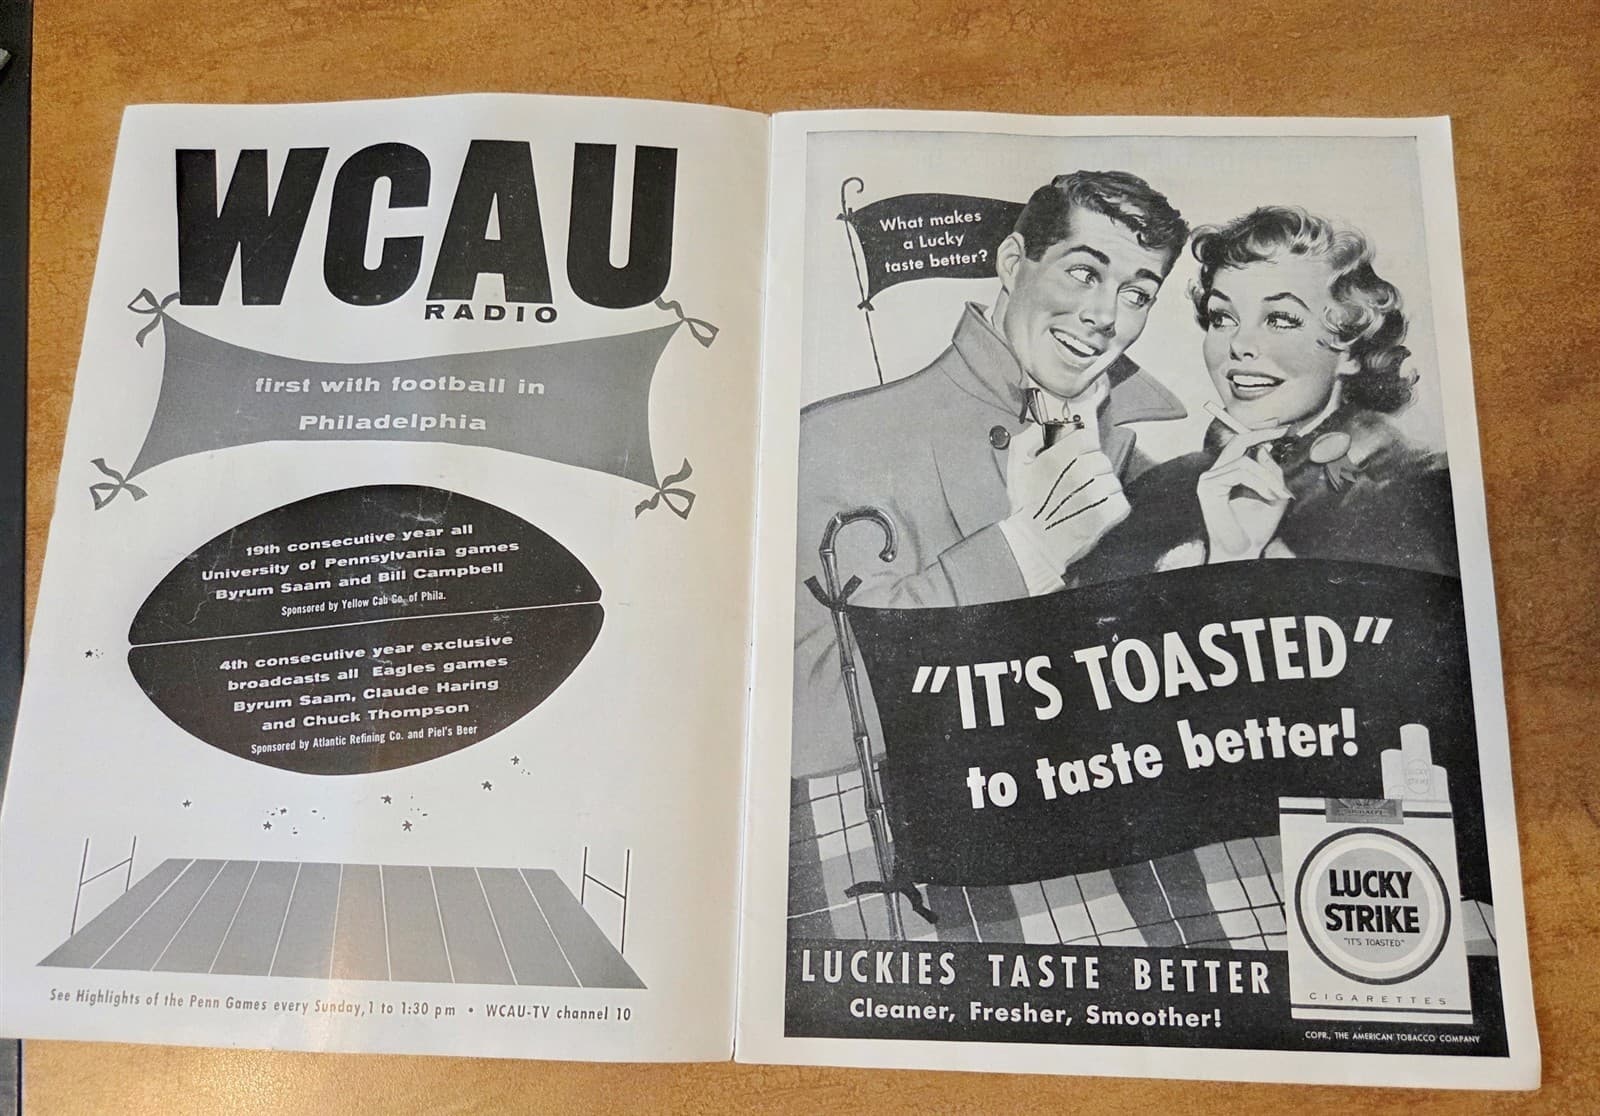 WCAU
RADIO
first with football in
Philadelphia
19th consecutive year all
University of Pennsylvania games
Byrum Saam and Bill Campbell
Sponsored by Yellow Cab Co. of Phila.
4th consecutive year exclusive
broadcasts all Eagles games
Byrum Saam, Claude Haring
and Chuck Thompson
Sponsored by Atlantic Refining Co. and Piel's Beer
See Highlights of the Penn Games every Sunday, 1 to 1:30 pm • WCAU-TV channel 10
What makes
a Lucky
taste better?
"IT'S TOASTED"
to taste better!
LUCKY
STRIKE
LUCKY
STRIKE
"IT'S TOASTED"
CIGARETTES
LUCKIES TASTE BETTER
Cleaner, Fresher, Smoother!
COPR., THE AMERICAN TOBACCO COMPANY